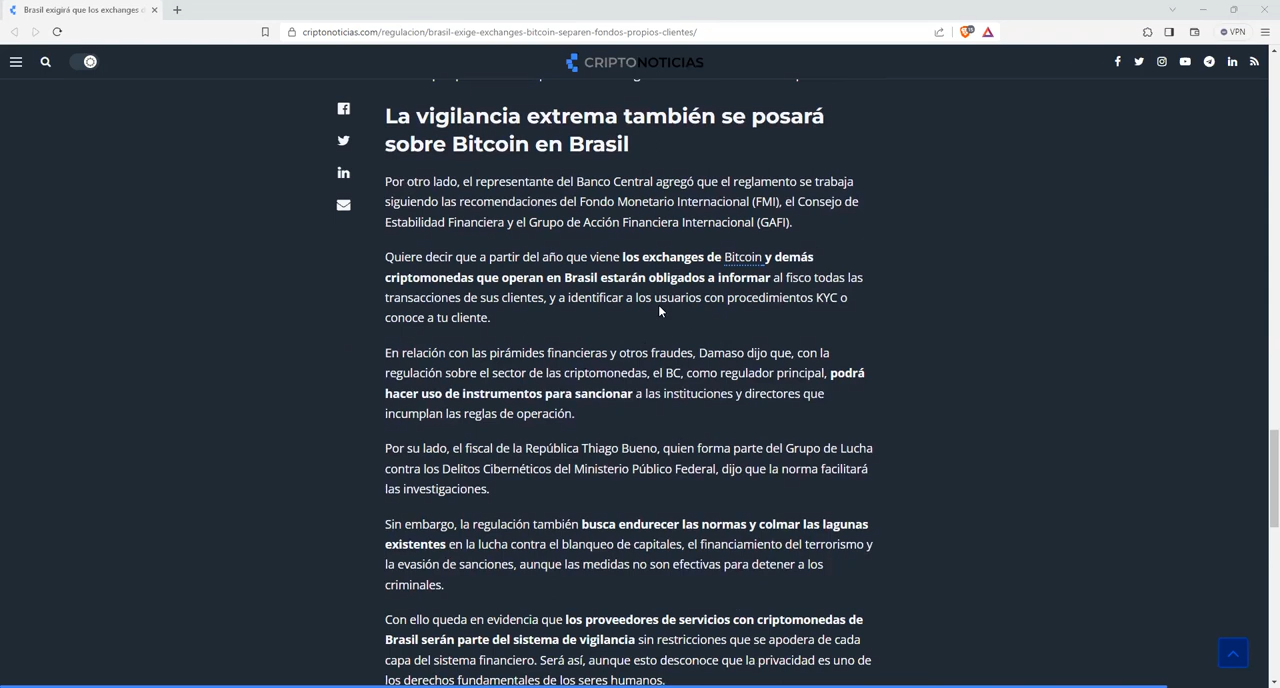 Brasil exigirá que los exchanges d
criptonoticias.com/regulacion/brasil-exige-exchanges-bitcoin-separen-fondos-propios-clientes/
VPN
CRIPTONOTICIAS
La vigilancia extrema también se posará
sobre Bitcoin en Brasil
Por otro lado, el representante del Banco Central agregó que el reglamento se trabaja
siguiendo las recomendaciones del Fondo Monetario Internacional (FMI), el Consejo de
Estabilidad Financiera y el Grupo de Acción Financiera Internacional (GAFI).
Quiere decir que a partir del año que viene los exchanges de Bitcoin y demás
criptomonedas que operan en Brasil estarán obligados a informar al fisco todas las
transacciones de sus clientes, y a identificar a los usuarios con procedimientos KYC o
conoce a tu cliente.
En relación con las pirámides financieras y otros fraudes, Damaso dijo que, con la
regulación sobre el sector de las criptomonedas, el BC, como regulador principal, podrá
hacer uso de instrumentos para sancionar a las instituciones y directores que
incumplan las reglas de operación.
Por su lado, el fiscal de la República Thiago Bueno, quien forma parte del Grupo de Lucha
contra los Delitos Cibernéticos del Ministerio Público Federal, dijo que la norma facilitará
las investigaciones.
Sin embargo, la regulación también busca endurecer las normas y colmar las lagunas
existentes en la lucha contra el blanqueo de capitales, el financiamiento del terrorismo y
la evasión de sanciones, aunque las medidas no son efectivas para detener a los
criminales.
Con ello queda en evidencia que los proveedores de servicios con criptomonedas de
Brasil serán parte del sistema de vigilancia sin restricciones que se apodera de cada
capa del sistema financiero. Será así, aunque esto desconoce que la privacidad es uno de
los derechos fundamentales de los seres humanos.